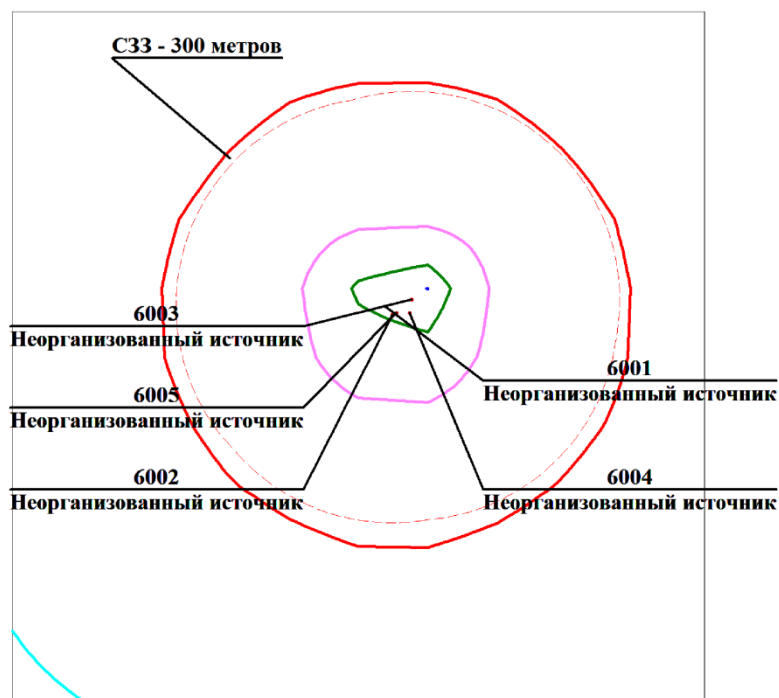 СЗЗ - 300 метров
6003
Неорганизованный источник
6001
Неорганизованный источник
6005
Неорганизованный источник
6002
Неорганизованный источник
6004
Неорганизованный источник